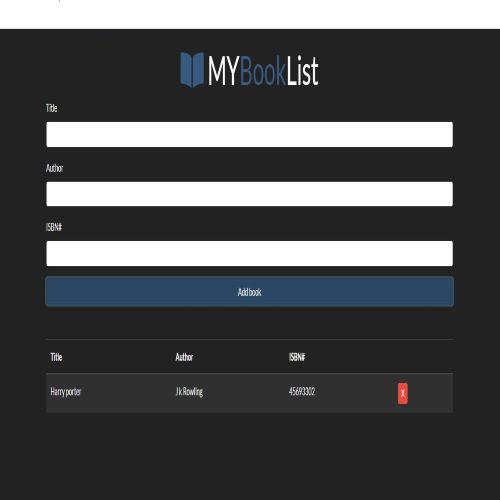 MYBookList
Title
Author
ISBN#
Add book
Title Author ISBN#
Harry porter J k Rowling 45693302 X